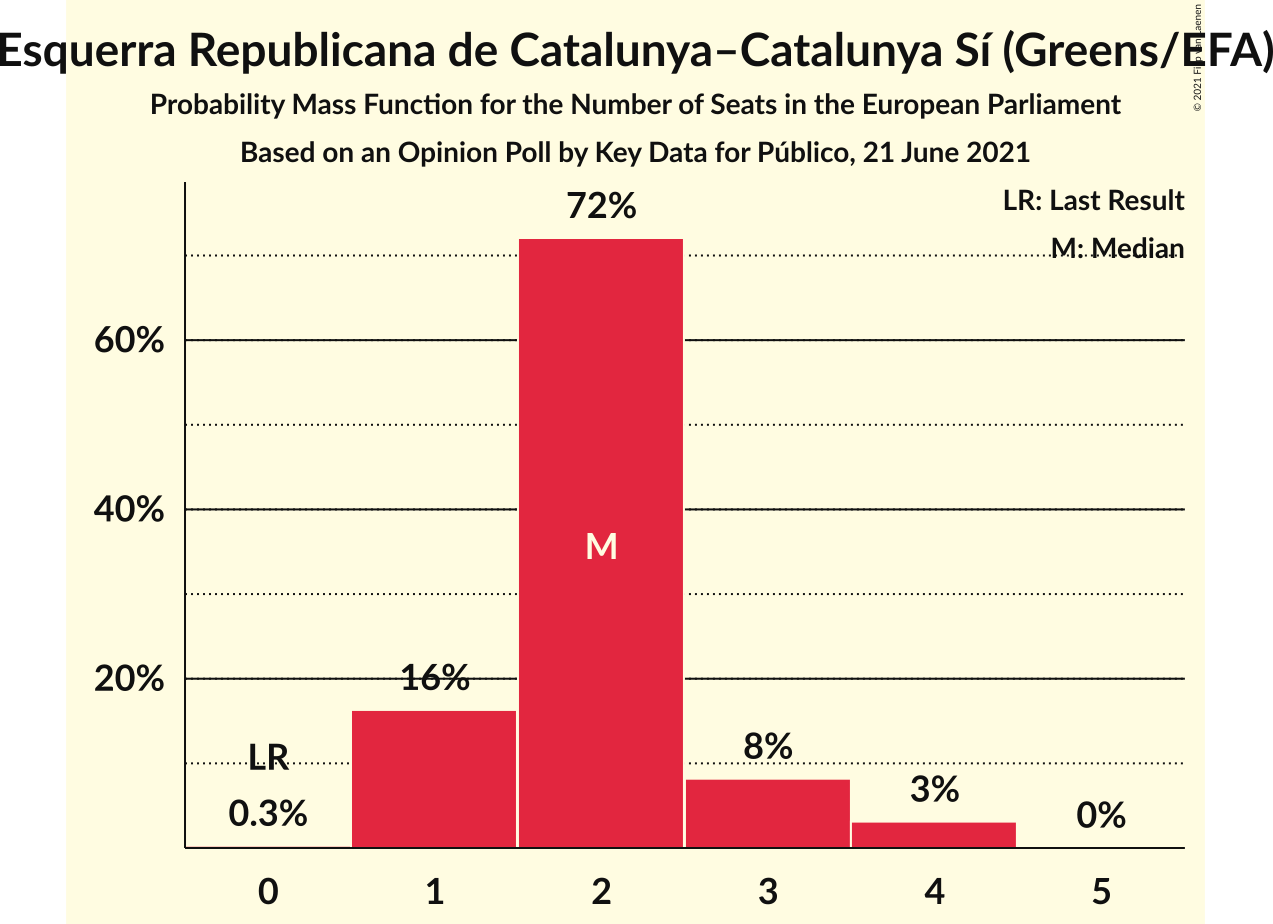 Esquerra Republicana de Catalunya–Catalunya Sí (Greens/EFA)
Probability Mass Function for the Number of Seats in the European Parliament
Based on an Opinion Poll by Key Data for Público, 21 June 2021
© 2021
LR: Last Result
M: Median
72%
60%
40%
M
20%
16%
LR
8%
3%
0.3%
0%
0 1 2 3 4 5